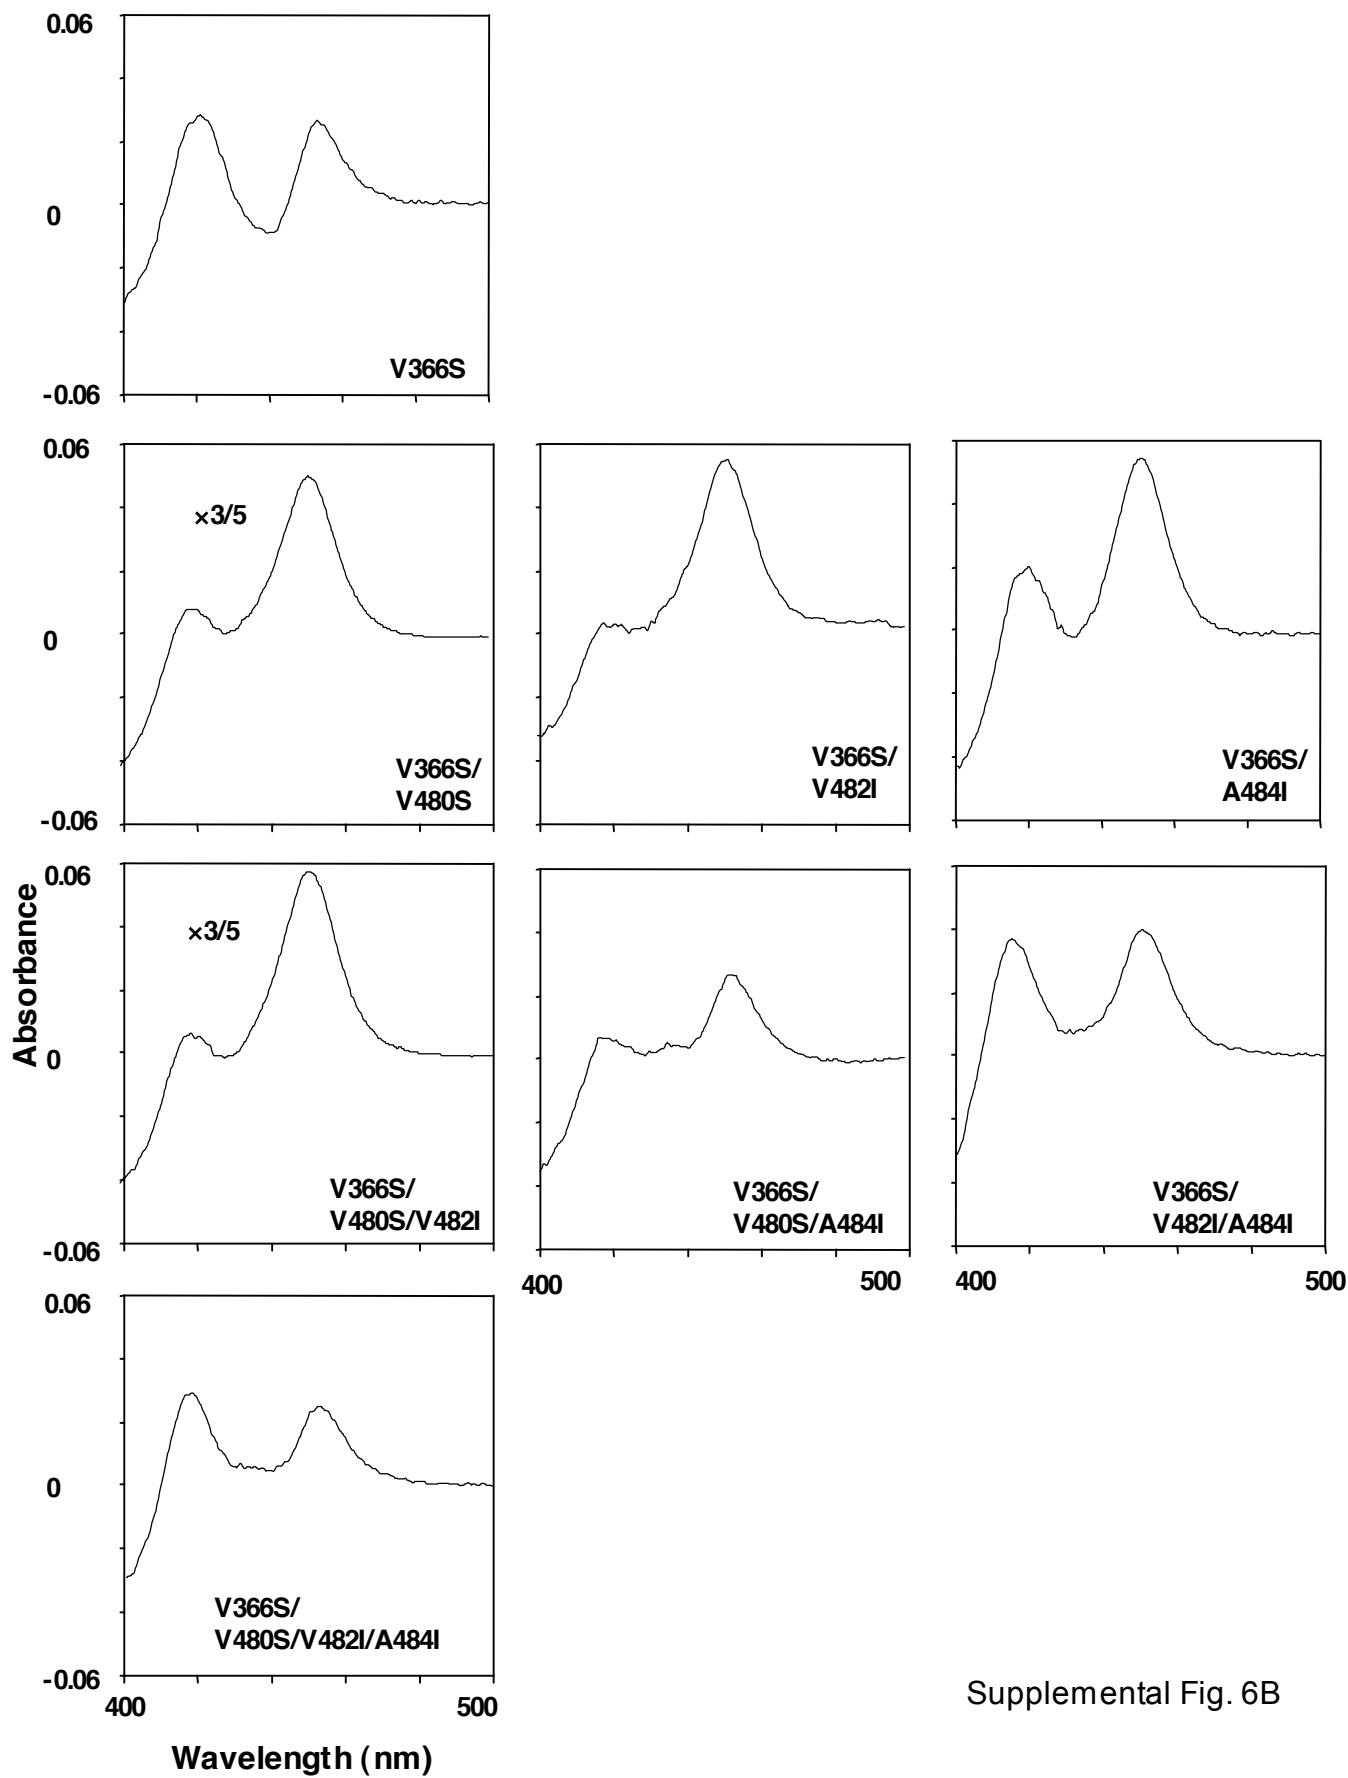 0.06
0
-0.06
V366S
0.06
0
-0.06
×3/5
V366S/
V480S
V366S/
V482I
V366S/
A484I
Absorbance
0.06
0
-0.06
×3/5
V366S/
V480S/V482I
V366S/
V480S/A484I
400
500
V366S/
V482I/A484I
400
500
0.06
0
-0.06
V366S/
V480S/V482I/A484I
400
500
Wavelength (nm)
Supplemental Fig. 6B